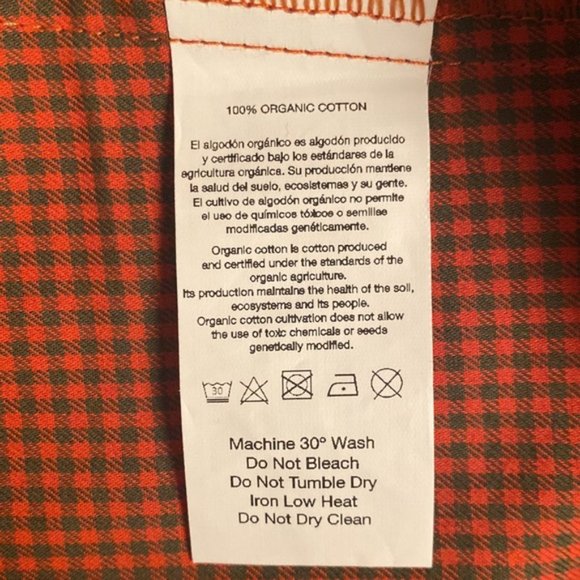 100% ORGANIC COTTON
El algodón orgánico es algodón producido
y certificado bajo los estándares de la
agricultura orgánica. Su producción mantiene
la salud del suelo, ecosistemas y su gente.
El cultivo de algodón orgánico no permite
el uso de químicos tóxicos o semillas
modificadas genéticamente.
Organic cotton is cotton produced
and certified under the standards of the
organic agriculture.
Its production maintains the health of the soil,
ecosystems and its people.
Organic cotton cultivation does not allow
the use of toxic chemicals or seeds
genetically modified.
30
Machine 30º Wash
Do Not Bleach
Do Not Tumble Dry
Iron Low Heat
Do Not Dry Clean